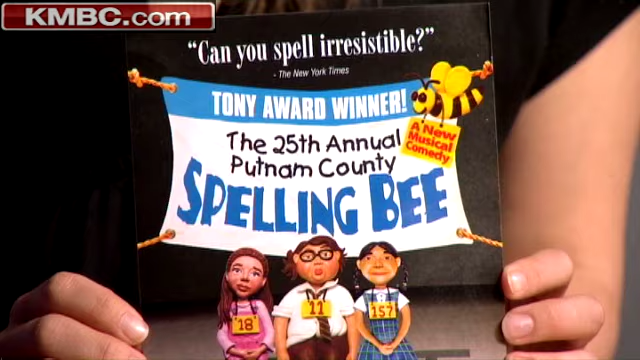 KMBC.com
“Can you spell irresistible?”
- The New York Times
TONY AWARD WINNER!
A New
Musical
Comedy
The 25th Annual
Putnam County
SPELLING BEE
18
11
157